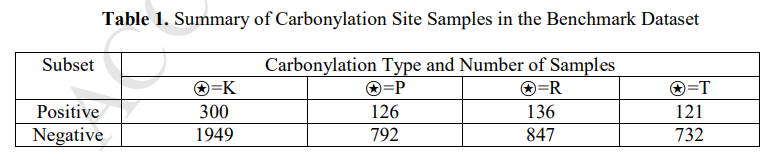 Table 1. Summary of Carbonylation Site Samples in the Benchmark Dataset
Subset Carbonylation Type and Number of Samples
⍟=K ⍟=P ⍟=R ⍟=T
Positive 300 126 136 121
Negative 1949 792 847 732
ACC